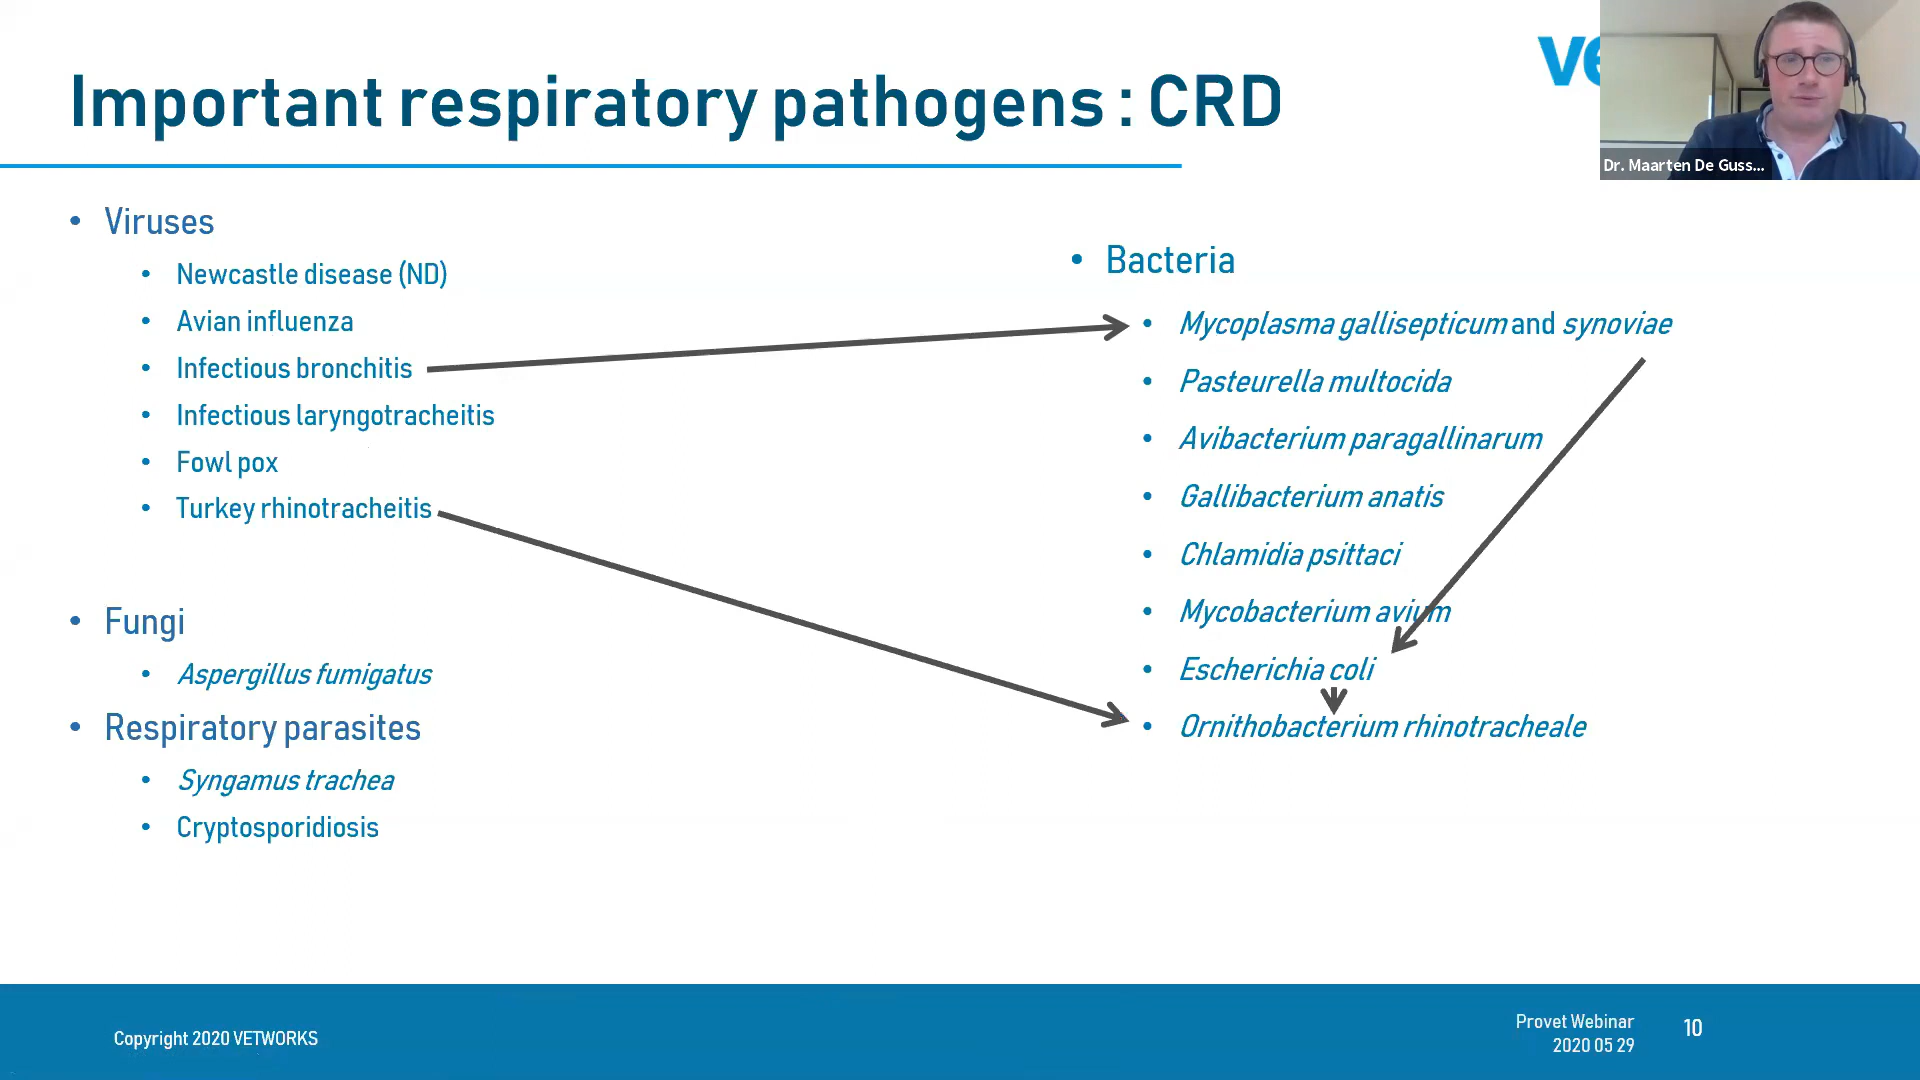 Important respiratory pathogens : CRD
Dr. Maarten De Guss...
• Viruses
• Newcastle disease (ND)
• Avian influenza
• Infectious bronchitis
• Infectious laryngotracheitis
• Fowl pox
• Turkey rhinotracheitis
• Fungi
• Aspergillus fumigatus
• Respiratory parasites
• Syngamus trachea
• Cryptosporidiosis
• Bacteria
• Mycoplasma gallisepticum and synoviae
• Pasteurella multocida
• Avibacterium paragallinarum
• Gallibacterium anatis
• Chlamidia psittaci
• Mycobacterium avium
• Escherichia coli
• Ornithobacterium rhinotracheale
Copyright 2020 VETWORKS
Provet Webinar
2020 05 29
10